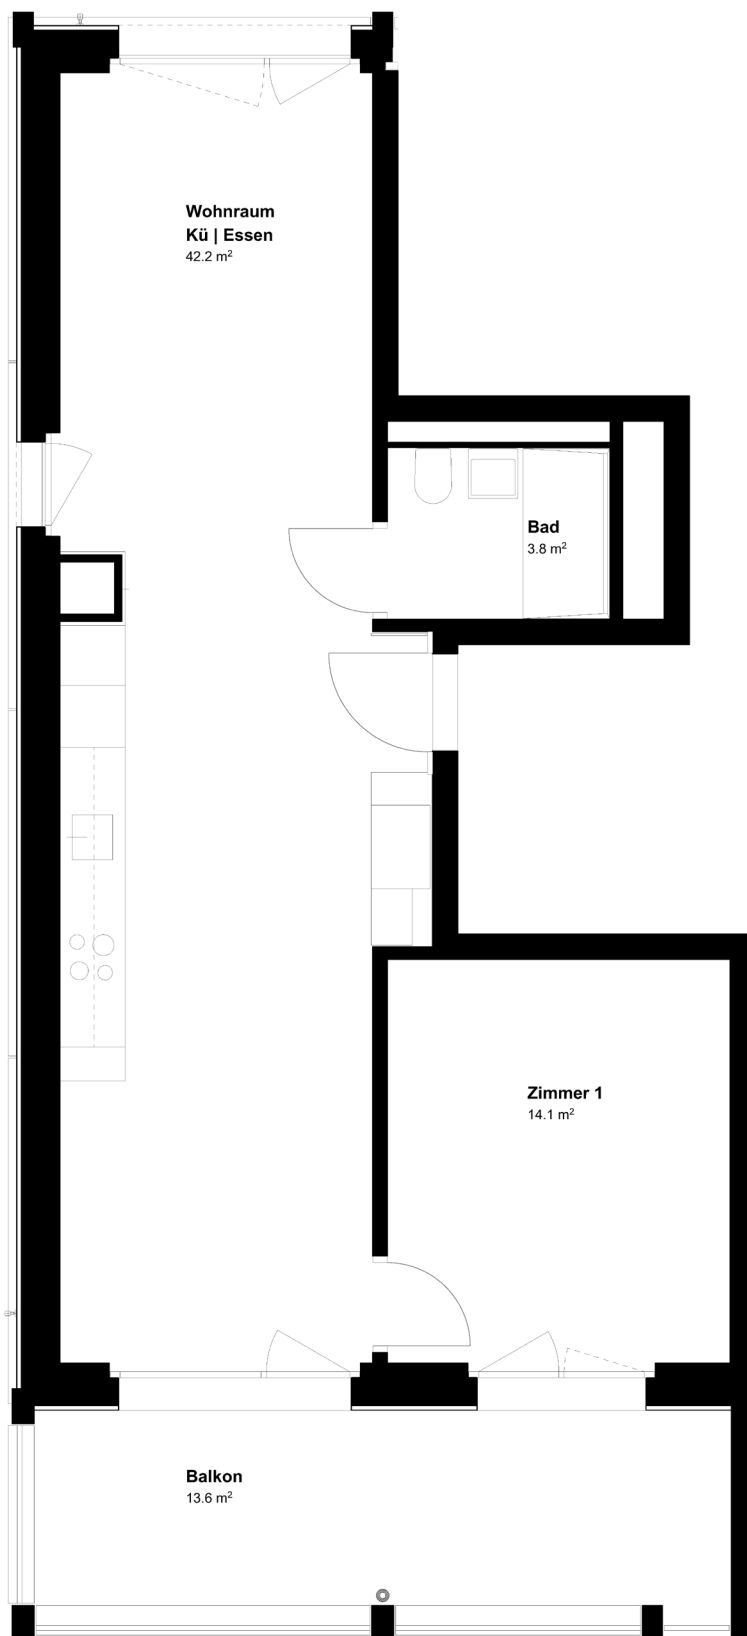 Wohnraum
Kü | Essen
42.2 m²
Bad
3.8 m²
Zimmer 1
14.1 m²
Balkon
13.6 m²